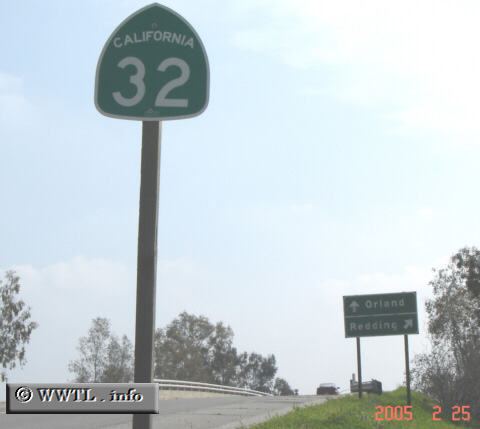 CALIFORNIA
32
Orland
Redding
© WWTL.info
2005 2 25